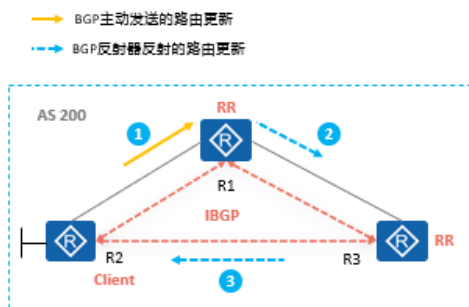 BGP主动发送的路由更新
BGP反射器反射的路由更新
AS 200
RR
1
2
R
R1
IBGP
R
R
R2
R3
RR
Client
3